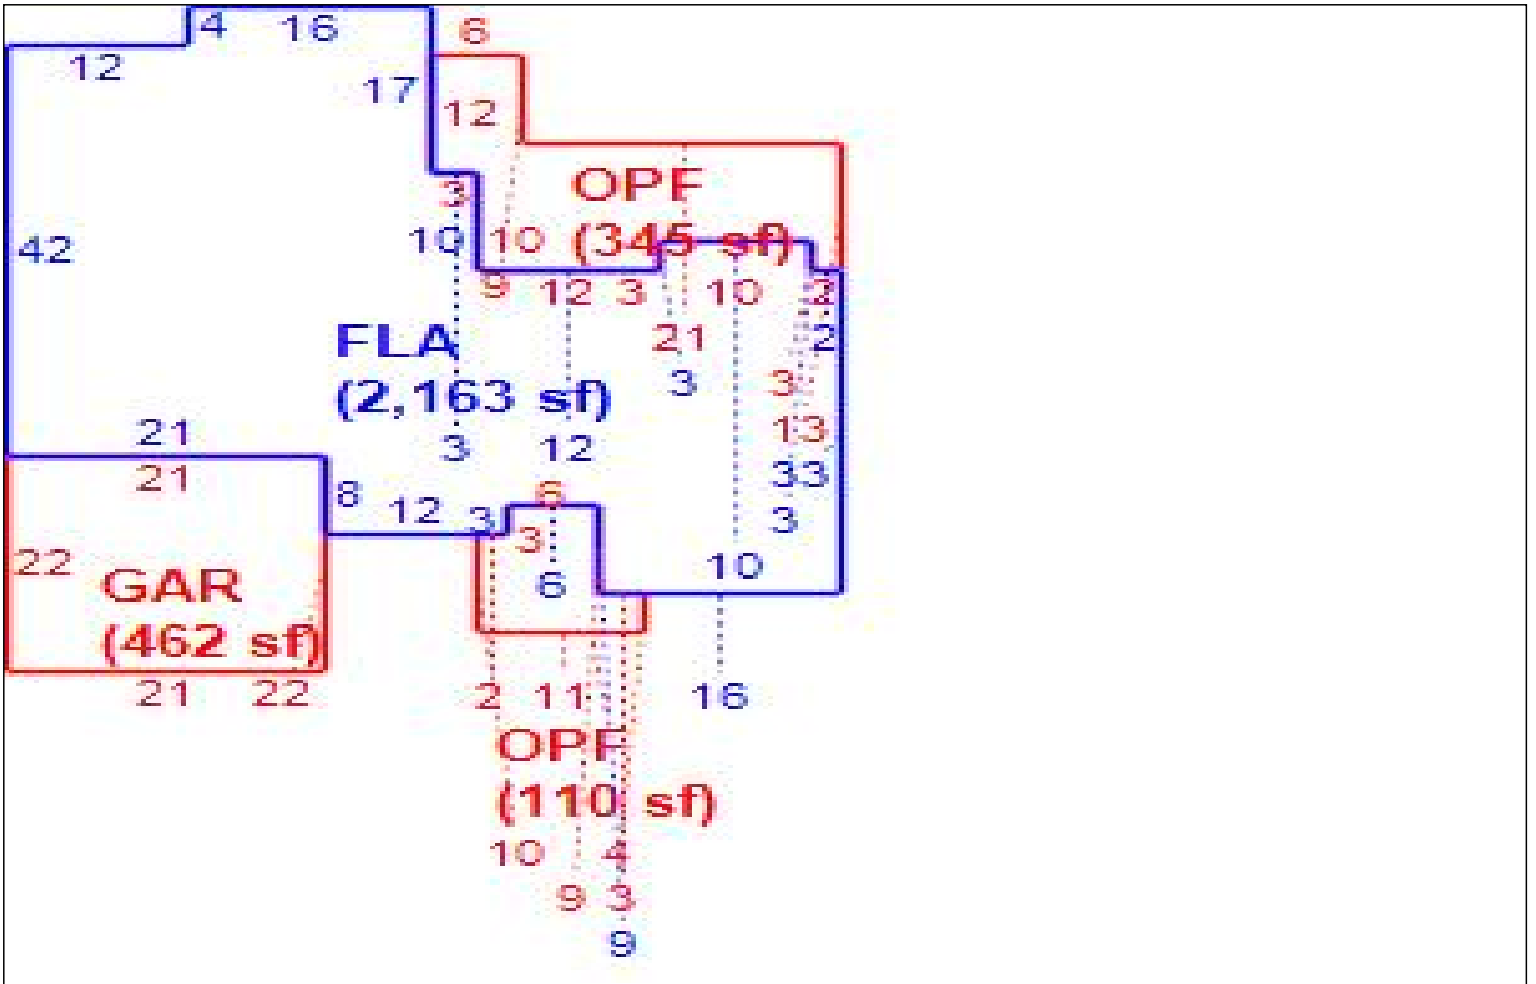 4 16 6
12
17
12
OPF
3
42 10 10 (345 sf)
9 12 3 10 2
FLA 21 2
(2,163 sf) 3 3
21 13
3 12
21 33
8 12 3 6
3 3
22 GAR 6 10
(462 sf)
21 22 2 11 16
OPF
(110 sf)
10 4
9 3
9